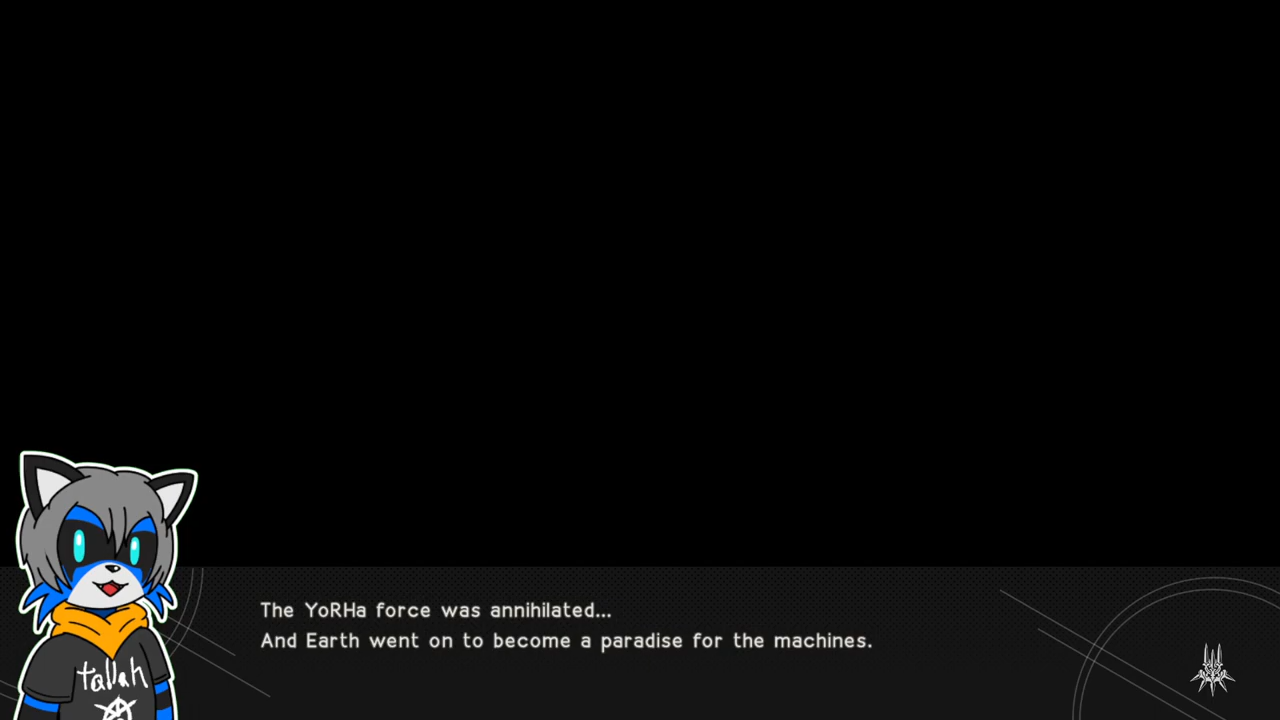 The YoRHa force was annihilated...
And Earth went on to become a paradise for the machines.
tallah